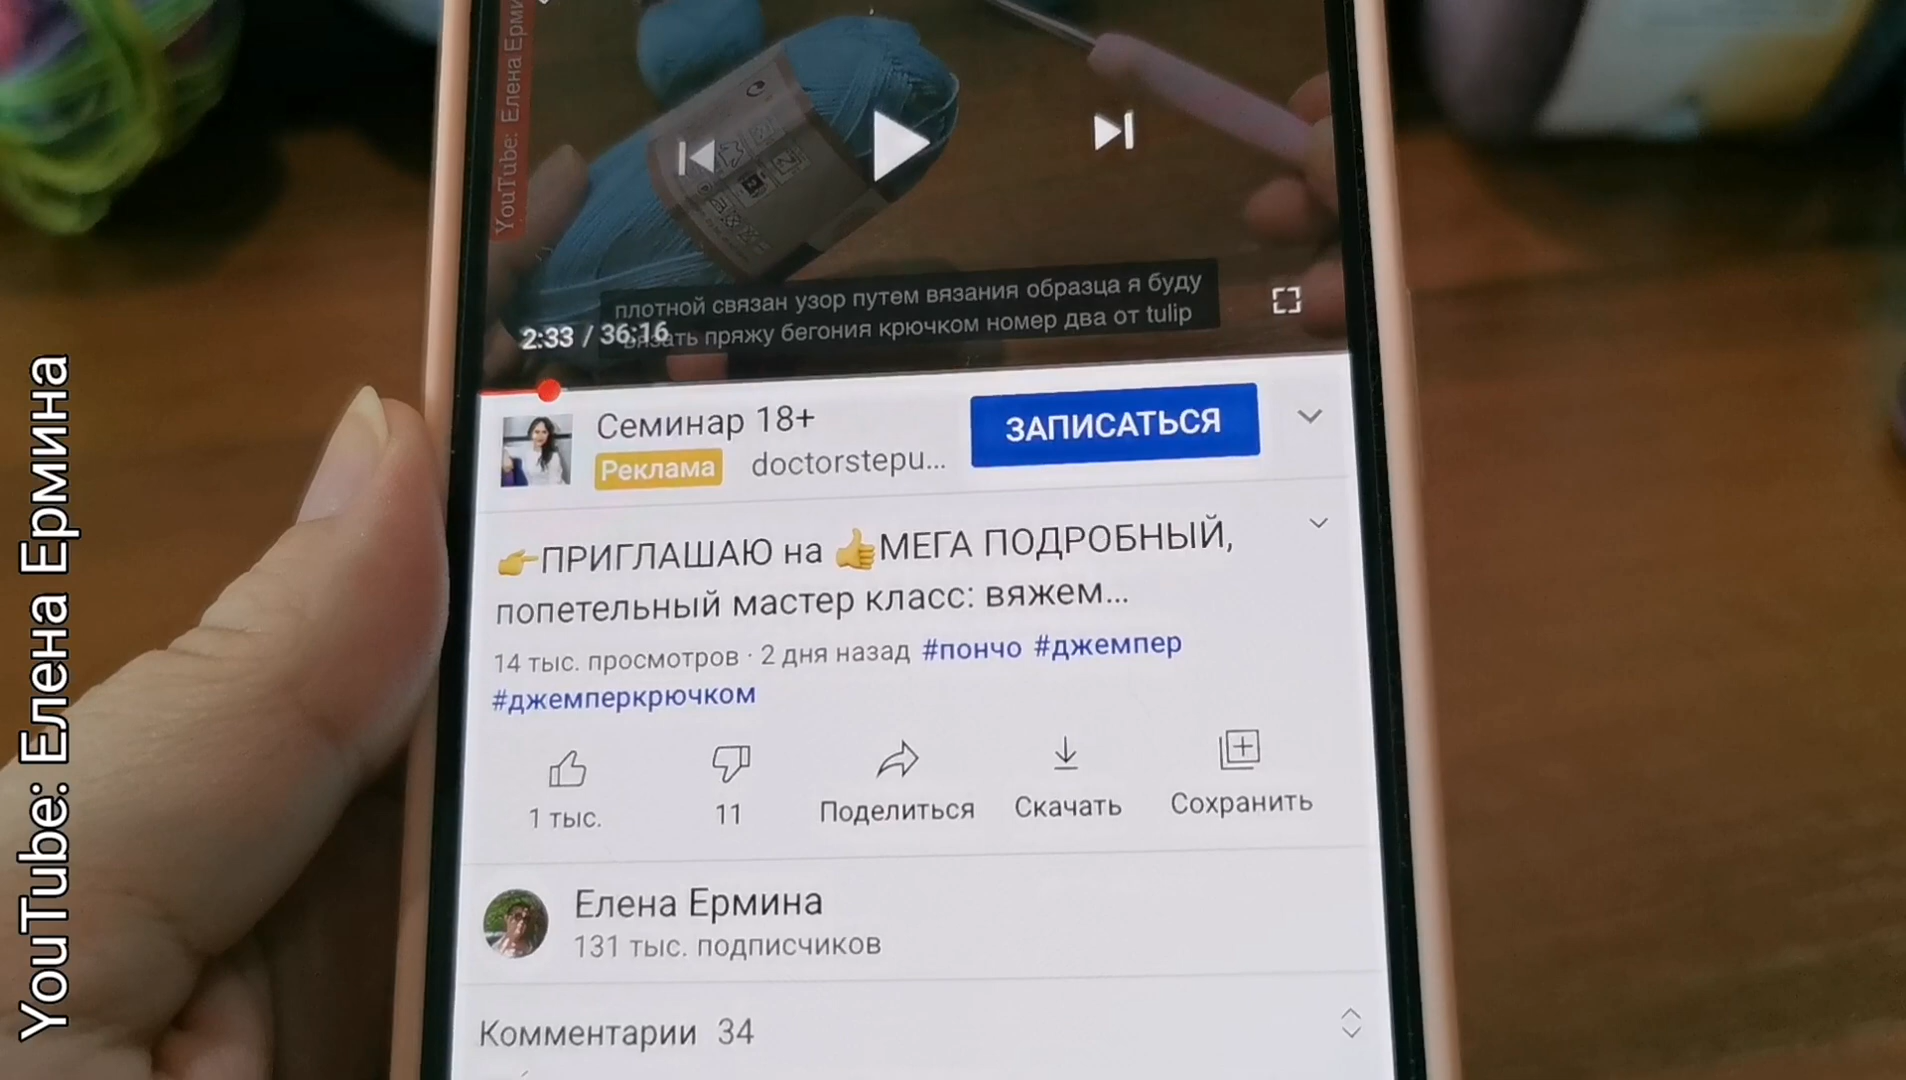 YouTube: Елена Ермина
YouTube: Елена Ерми
плотной связан узор путем вязания образца я буду
вязать пряжу бегония крючком номер два от tulip
2:33 / 36:16
Семинар 18+
Реклама doctorstepu...
ЗАПИСАТЬСЯ
👉ПРИГЛАШАЮ на 👍МЕГА ПОДРОБНЫЙ,
попетельный мастер класс: вяжем...
14 тыс. просмотров · 2 дня назад #пончо #джемпер
#джемперкрючком
1 тыс. 11 Поделиться Скачать Сохранить
Елена Ермина
131 тыс. подписчиков
Комментарии 34